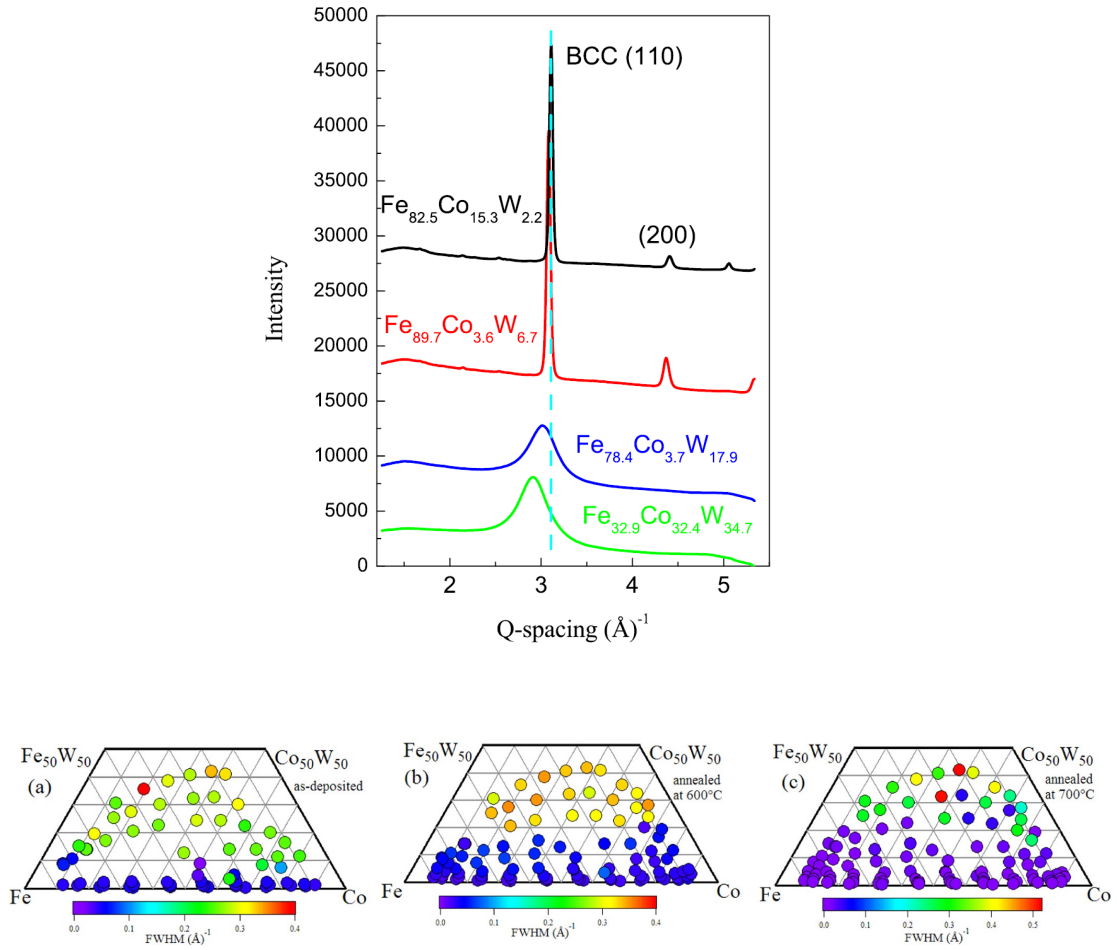 50000
45000
40000
35000
30000
25000
20000
15000
10000
5000
0
Intensity
BCC (110)
Fe82.5Co15.3W2.2
(200)
Fe89.7Co3.6W6.7
Fe78.4Co3.7W17.9
Fe32.9Co32.4W34.7
2 3 4 5
Q-spacing (Å)-1
Fe50W50 Co50W50
(a) as-deposited
Fe Co
0.0 0.1 0.2 0.3 0.4
FWHM (Å)-1
Fe50W50 Co50W50
(b) annealed
at 600°C
Fe Co
0.0 0.1 0.2 0.3 0.4
FWHM (Å)-1
Fe50W50 Co50W50
(c) annealed
at 700°C
Fe Co
0.0 0.1 0.2 0.3 0.4 0.5
FWHM (Å)-1